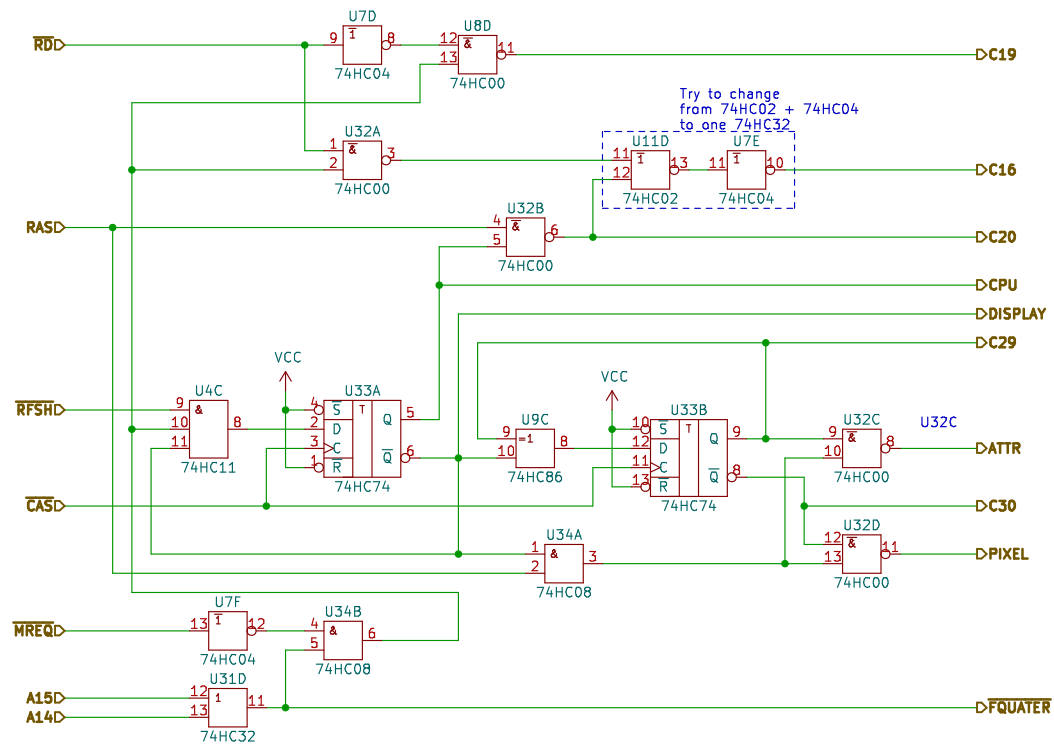 U7D
U8D
RD
9
1
8
12
&
11
C19
13
74HC04
74HC00
Try to change
from 74HC02 + 74HC04
to one 74HC32
U32A
U11D
U7E
1
&
3
11
1
13
11
1
10
C16
2
12
74HC00
74HC02
74HC04
U32B
RAS
4
&
6
C20
5
74HC00
CPU
DISPLAY
C29
VCC
U4C
U33A
RFSH
9
&
10
8
11
74HC11
4
S
T
2
D
Q
5
3
C
1
R
Q
6
74HC74
VCC
U9C
9
=1
8
10
74HC86
U33B
10
S
T
12
D
Q
9
11
C
13
R
Q
8
74HC74
U32C
U32C
9
&
8
ATTR
10
74HC00
CAS
C30
U34A
1
&
3
2
74HC08
U32D
12
&
11
PIXEL
13
74HC00
U7F
U34B
MREQ
13
1
12
4
&
6
5
74HC04
74HC08
U31D
A15
12
1
11
A14
13
FQUATER
74HC32